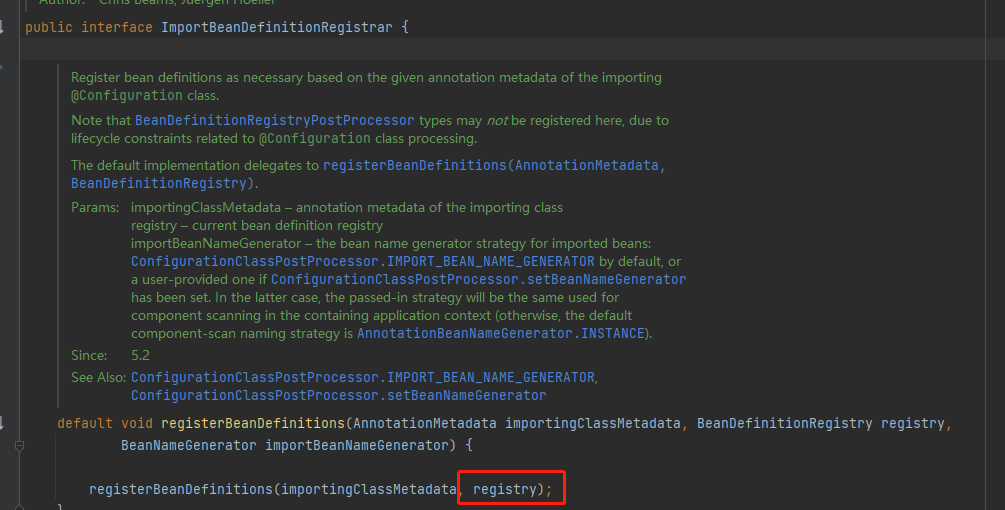 Author: Chris Beams, Juergen Hoeller
public interface ImportBeanDefinitionRegistrar {
Register bean definitions as necessary based on the given annotation metadata of the importing
@Configuration class.
Note that BeanDefinitionRegistryPostProcessor types may not be registered here, due to
lifecycle constraints related to @Configuration class processing.
The default implementation delegates to registerBeanDefinitions(AnnotationMetadata,
BeanDefinitionRegistry).
Params: importingClassMetadata – annotation metadata of the importing class
registry – current bean definition registry
importBeanNameGenerator – the bean name generator strategy for imported beans:
ConfigurationClassPostProcessor.IMPORT_BEAN_NAME_GENERATOR by default, or
a user-provided one if ConfigurationClassPostProcessor.setBeanNameGenerator
has been set. In the latter case, the passed-in strategy will be the same used for
component scanning in the containing application context (otherwise, the default
component-scan naming strategy is AnnotationBeanNameGenerator.INSTANCE).
Since: 5.2
See Also: ConfigurationClassPostProcessor.IMPORT_BEAN_NAME_GENERATOR,
ConfigurationClassPostProcessor.setBeanNameGenerator
default void registerBeanDefinitions(AnnotationMetadata importingClassMetadata, BeanDefinitionRegistry registry,
BeanNameGenerator importBeanNameGenerator) {
registerBeanDefinitions(importingClassMetadata, registry);
}